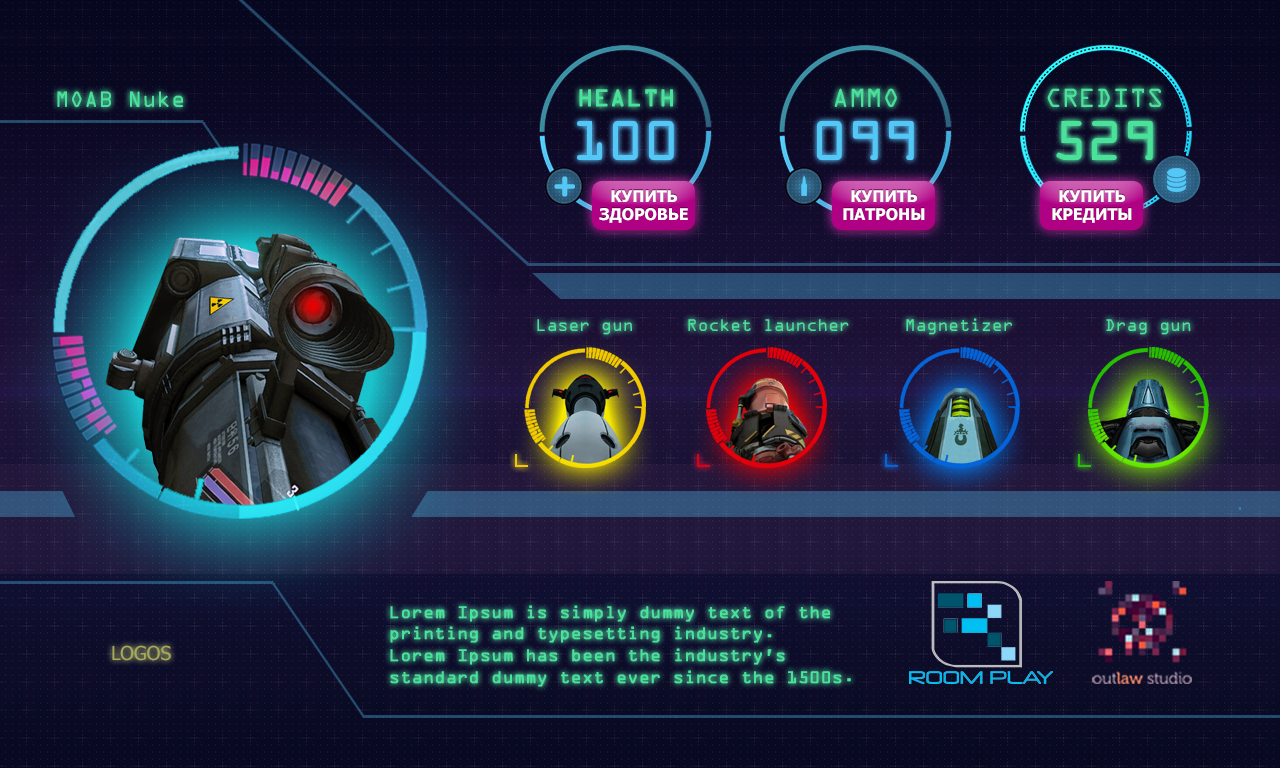 MOAB Nuke
HEALTH
100
КУПИТЬ
ЗДОРОВЬЕ
AMMO
099
КУПИТЬ
ПАТРОНЫ
CREDITS
529
КУПИТЬ
КРЕДИТЫ
Laser gun
Rocket launcher
Magnetizer
Drag gun
3
LOGOS
Lorem Ipsum is simply dummy text of the
printing and typesetting industry.
Lorem Ipsum has been the industry's
standard dummy text ever since the 1500s.
ROOM PLAY
outlaw studio